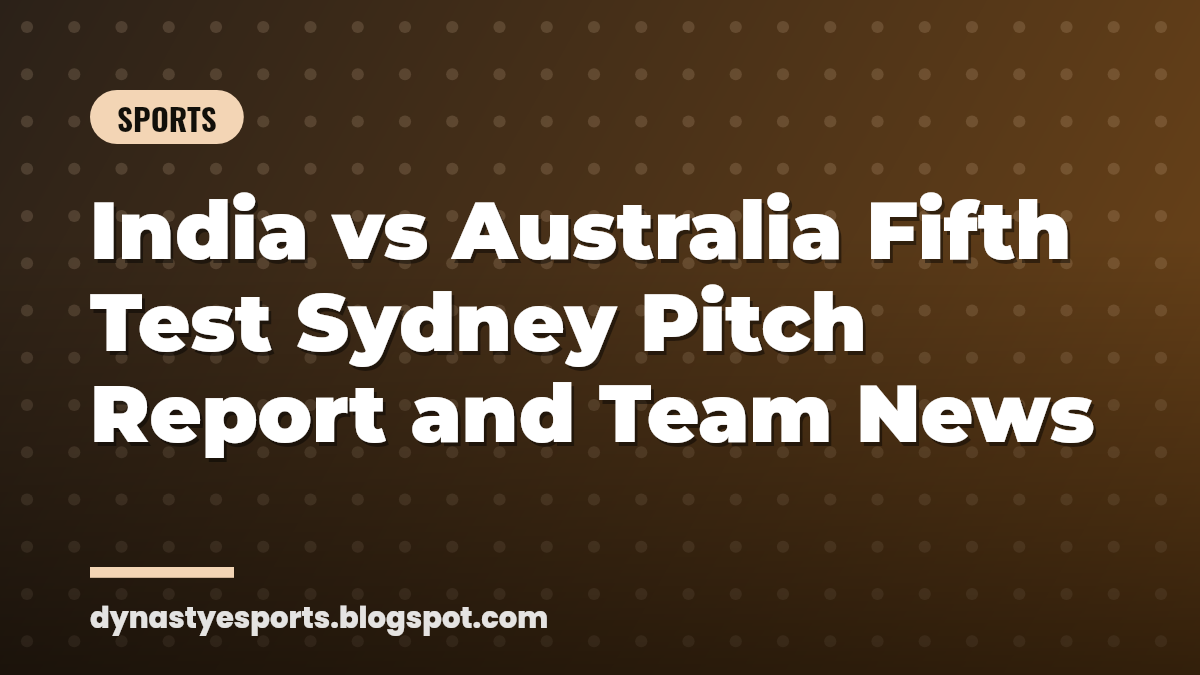 SPORTS
India vs Australia Fifth
Test Sydney Pitch
Report and Team News
dynastyesports.blogspot.com